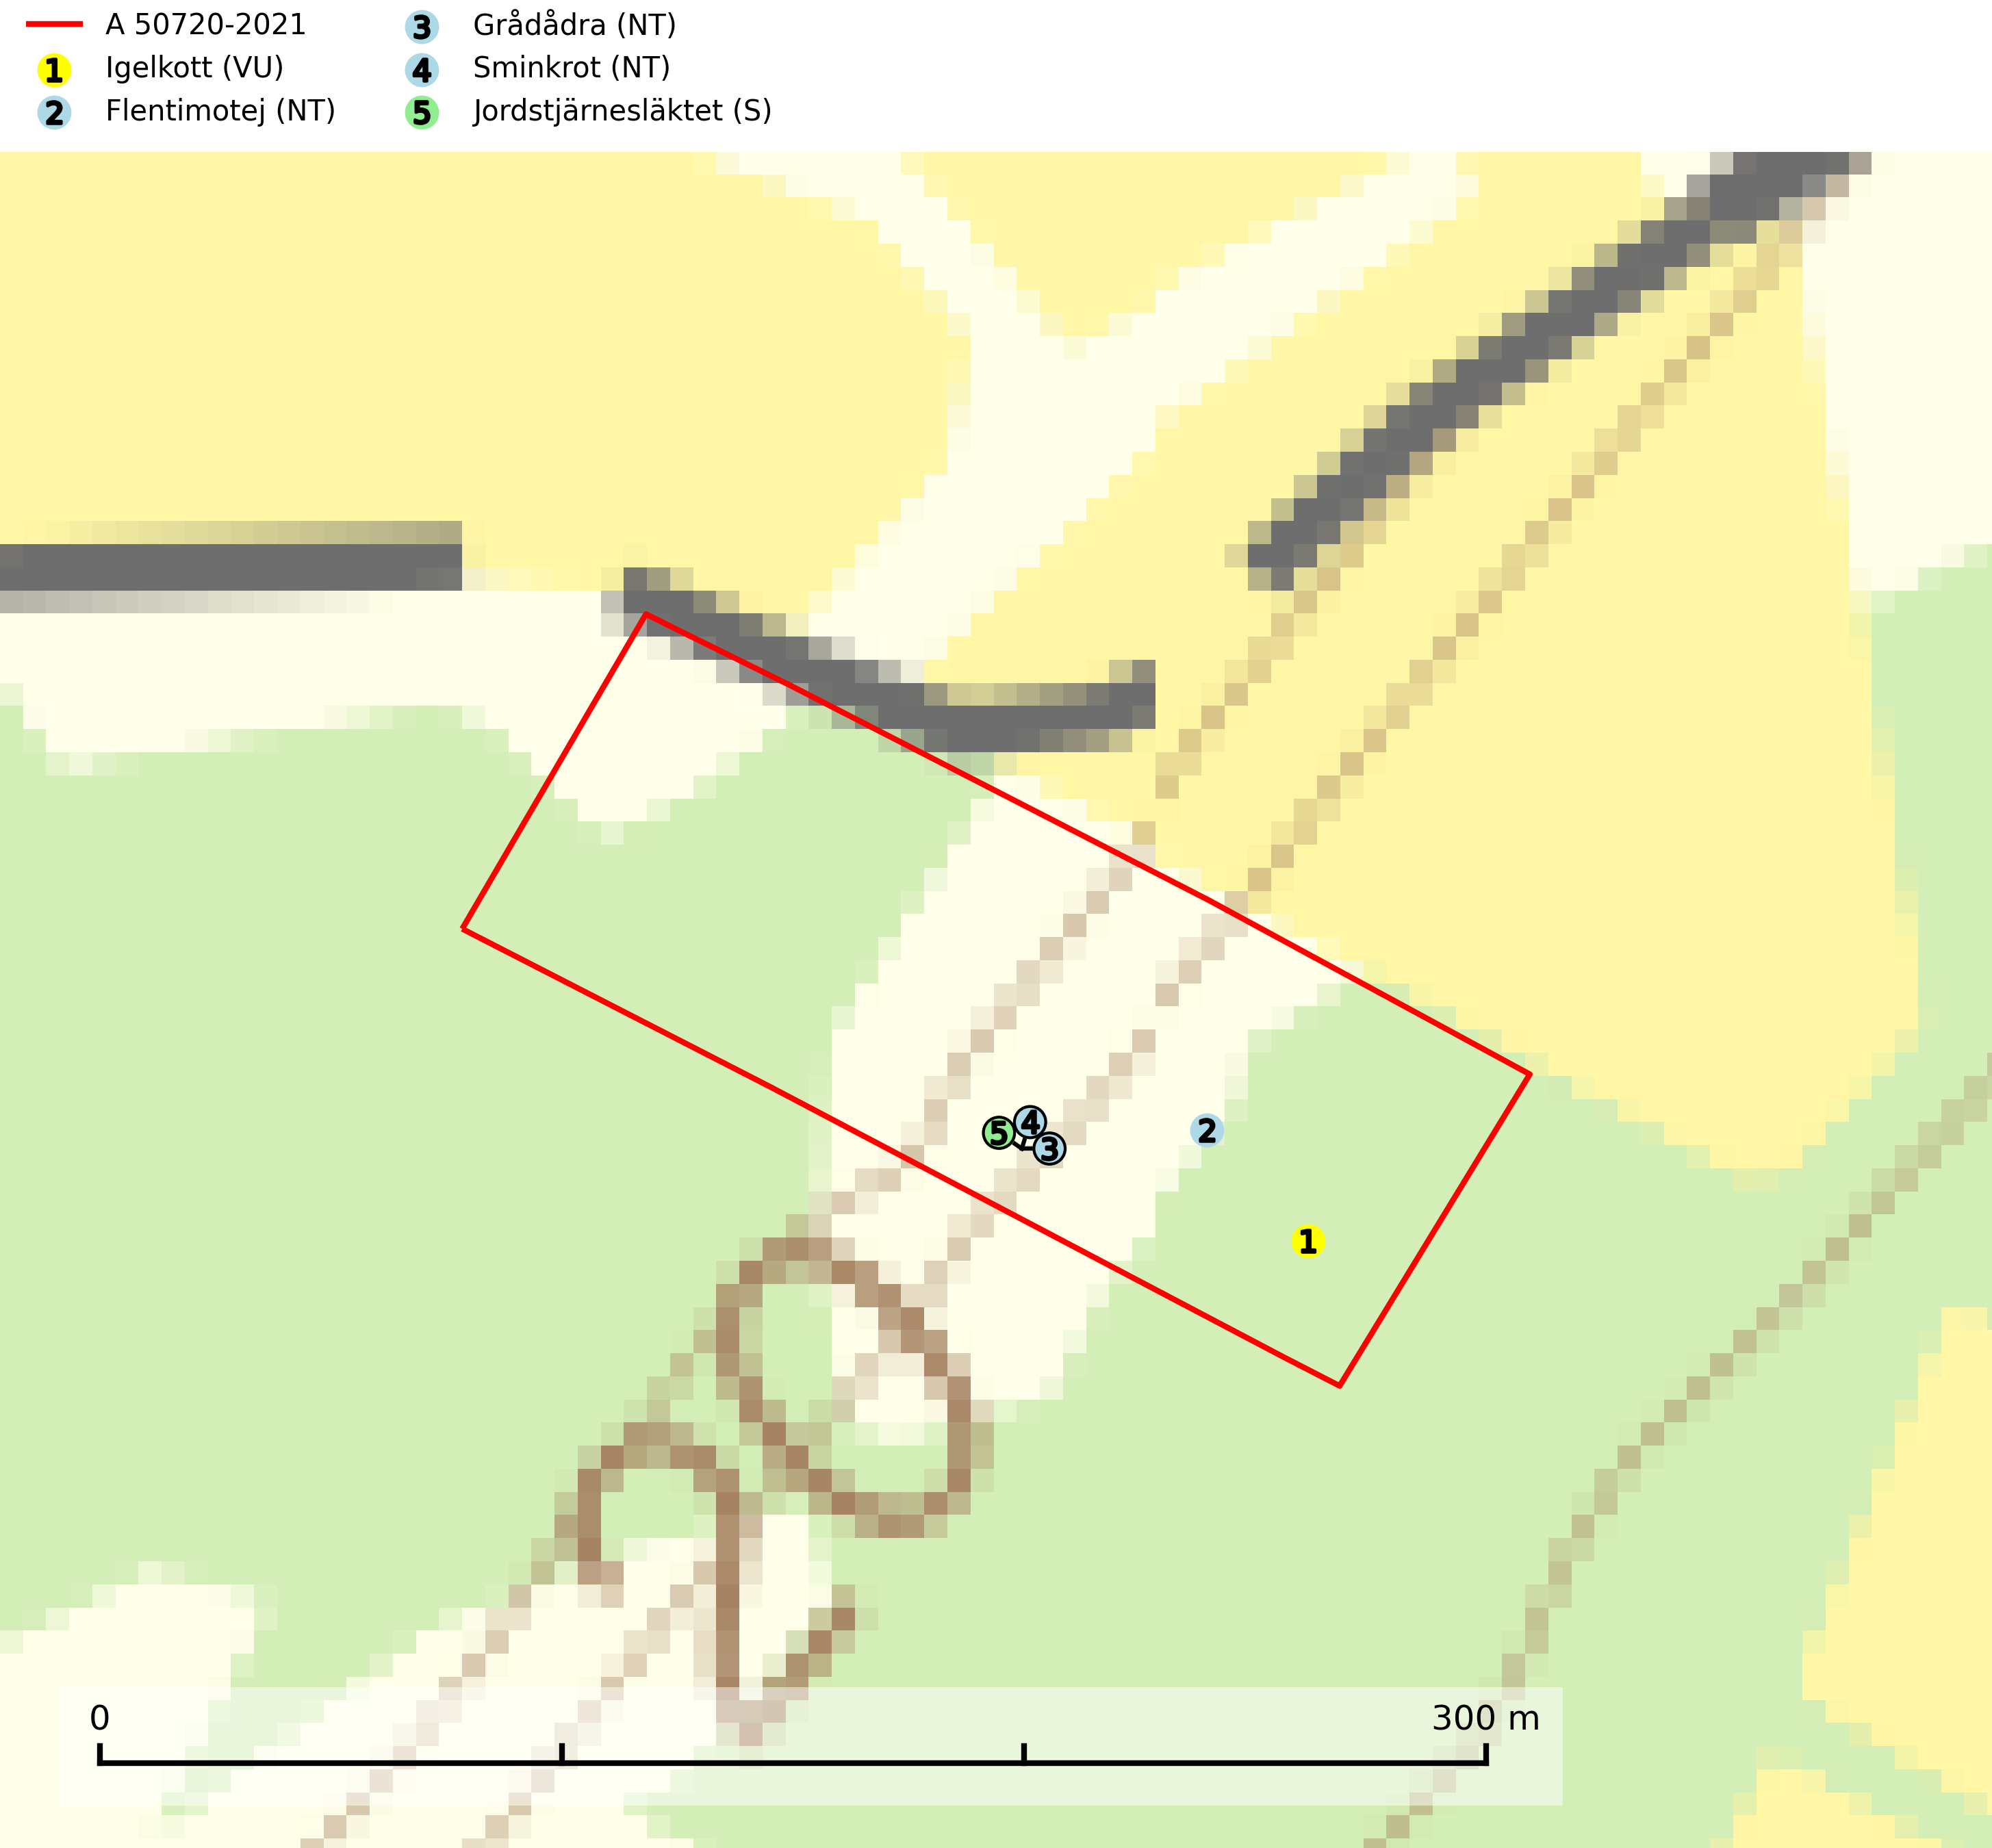 A 50720-2021
1 Igelkott (VU)
2 Flentimotej (NT)
3 Grådådra (NT)
4 Sminkrot (NT)
5 Jordstjärnesläktet (S)
5 4
3
2
1
0 300 m